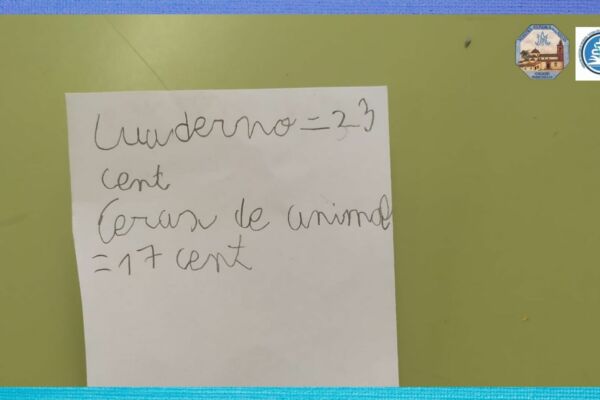 Cuaderno = 23
cent
Ceras de animal
= 17 cent